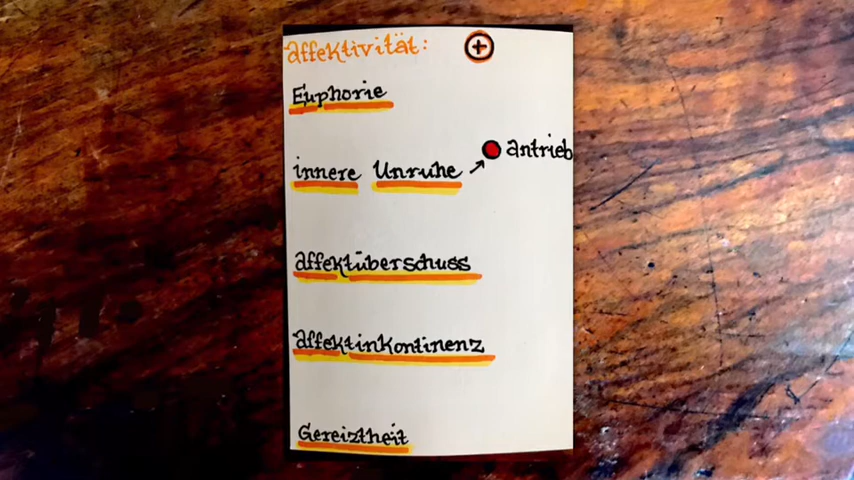 affektivität: +
Euphorie
innere Unruhe → antrieb
affektüberschuss
affektinkontinenz
Gereiztheit